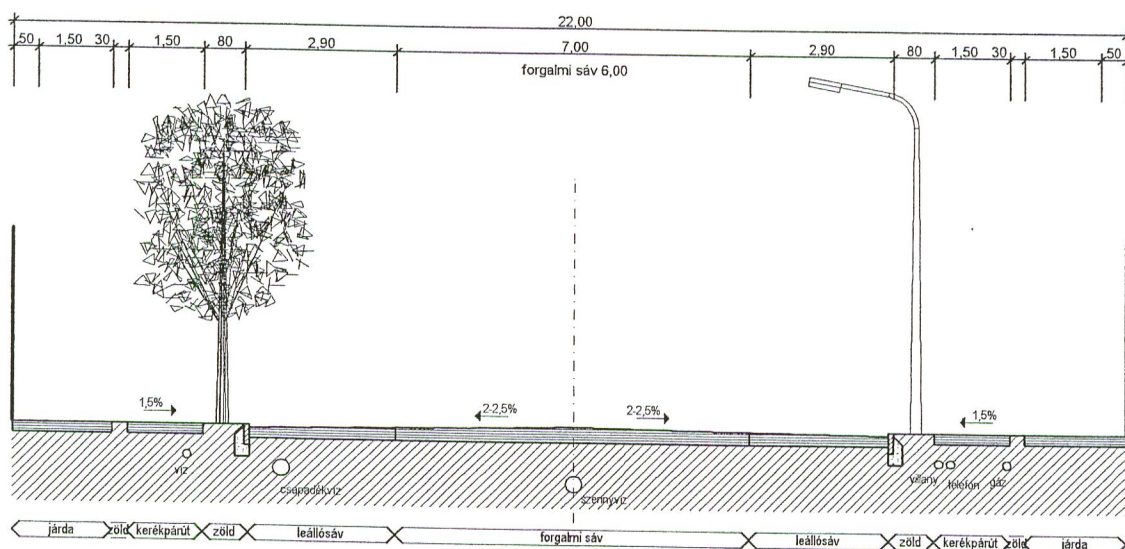 22,00
50 1,50 30 1,50 80 2,90 7,00 2,90 80 1,50 30 1,50 50
forgalmi sáv 6,00
1,5% 2-2,5% 2-2,5% 1,5%
víz csapadékvíz szennyvíz villany telefon gáz
járda zöld kerékpárút zöld leállósáv forgalmi sáv leállósáv zöld kerékpárút zöld járda